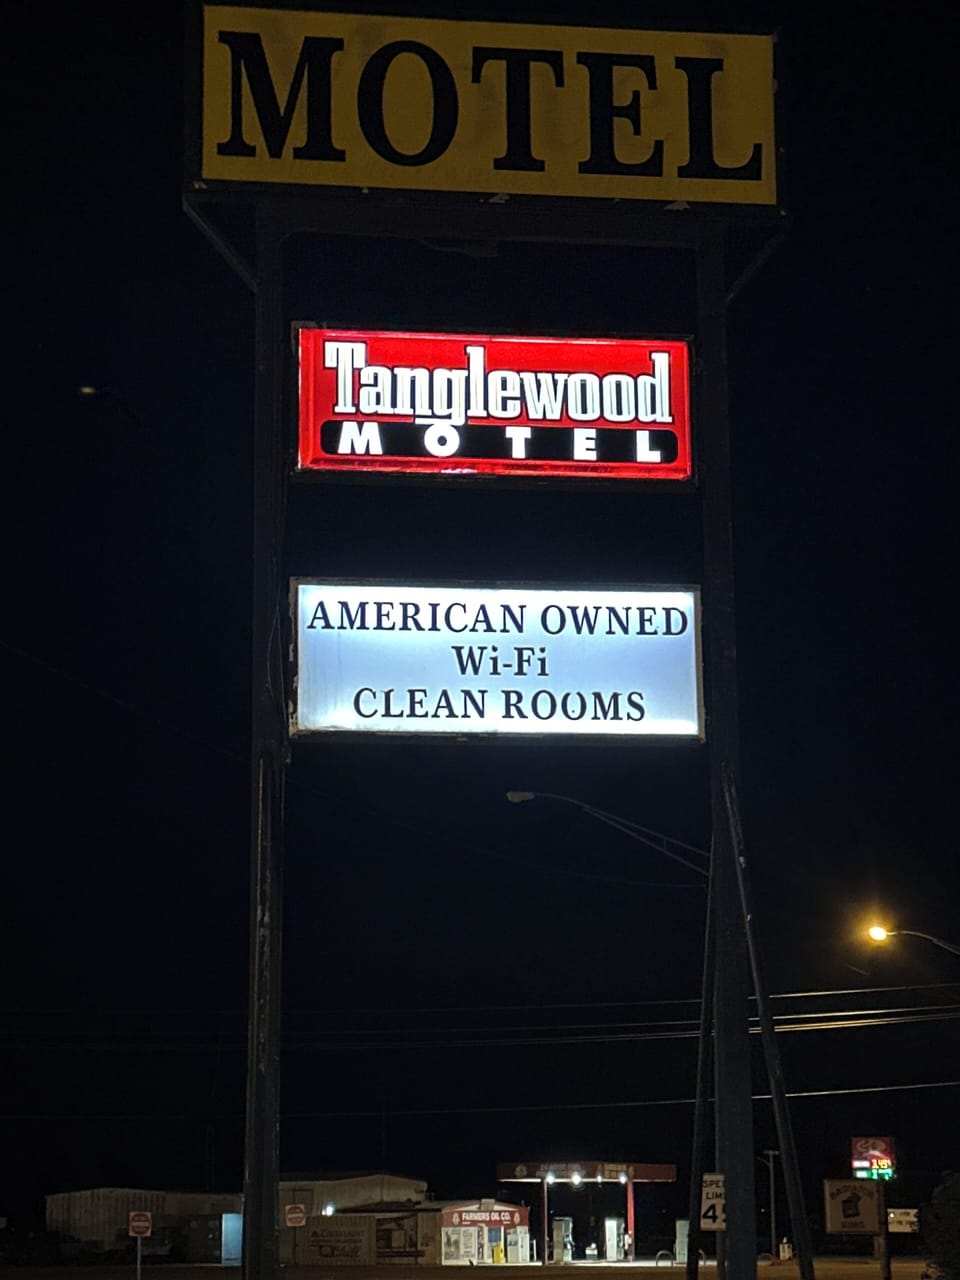 MOTEL
Tanglewood
MOTEL
AMERICAN OWNED
Wi-Fi
CLEAN ROOMS
FARMERS OIL CO.